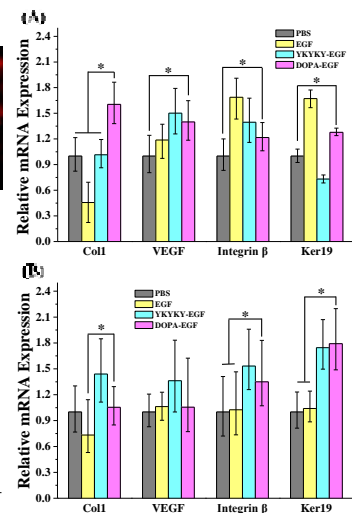 (A)
PBS
EGF
YKYKY-EGF
DOPA-EGF
Relative mRNA Expression
2.4
2.1
1.8
1.5
1.2
0.9
0.6
0.3
0.0
*
*
*
*
Col1
VEGF
Integrin β
Ker19
PBS
EGF
YKYKY-EGF
DOPA-EGF
Relative mRNA Expression
2.4
2.1
1.8
1.5
1.2
0.9
0.6
0.3
0.0
*
*
*
Col1
VEGF
Integrin β
Ker19